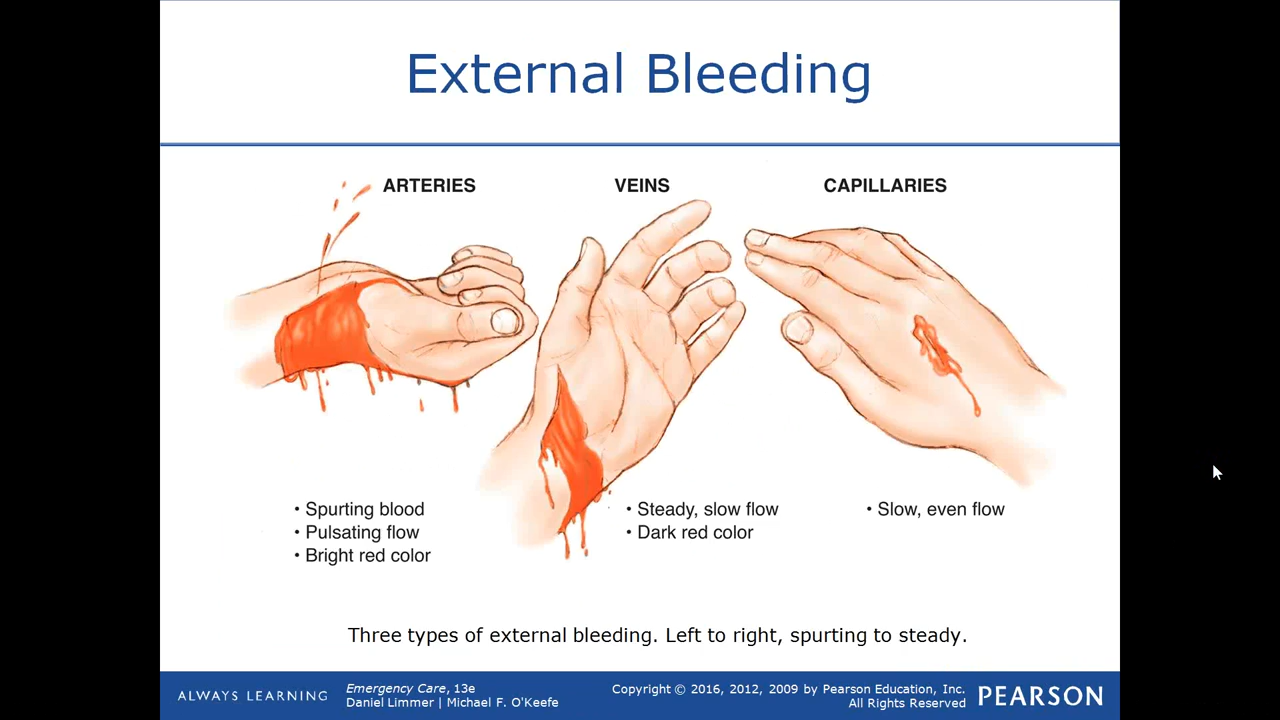 External Bleeding
ARTERIES
VEINS
CAPILLARIES
• Spurting blood
• Pulsating flow
• Bright red color
• Steady, slow flow
• Dark red color
• Slow, even flow
Three types of external bleeding. Left to right, spurting to steady.
ALWAYS LEARNING
Emergency Care, 13e
Daniel Limmer | Michael F. O'Keefe
Copyright © 2016, 2012, 2009 by Pearson Education, Inc.
All Rights Reserved
PEARSON